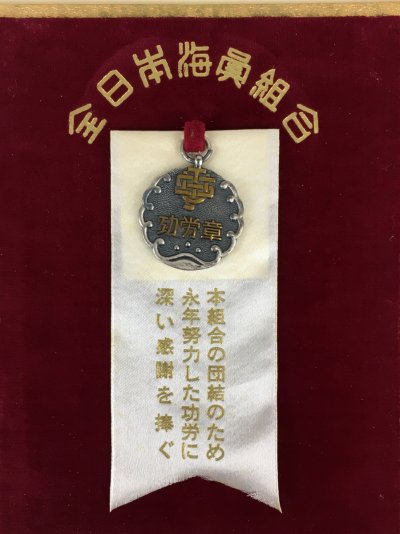 全日本海員組合
功労章
本組合の団結のため
永年努力した功労に
深い感謝を捧ぐ